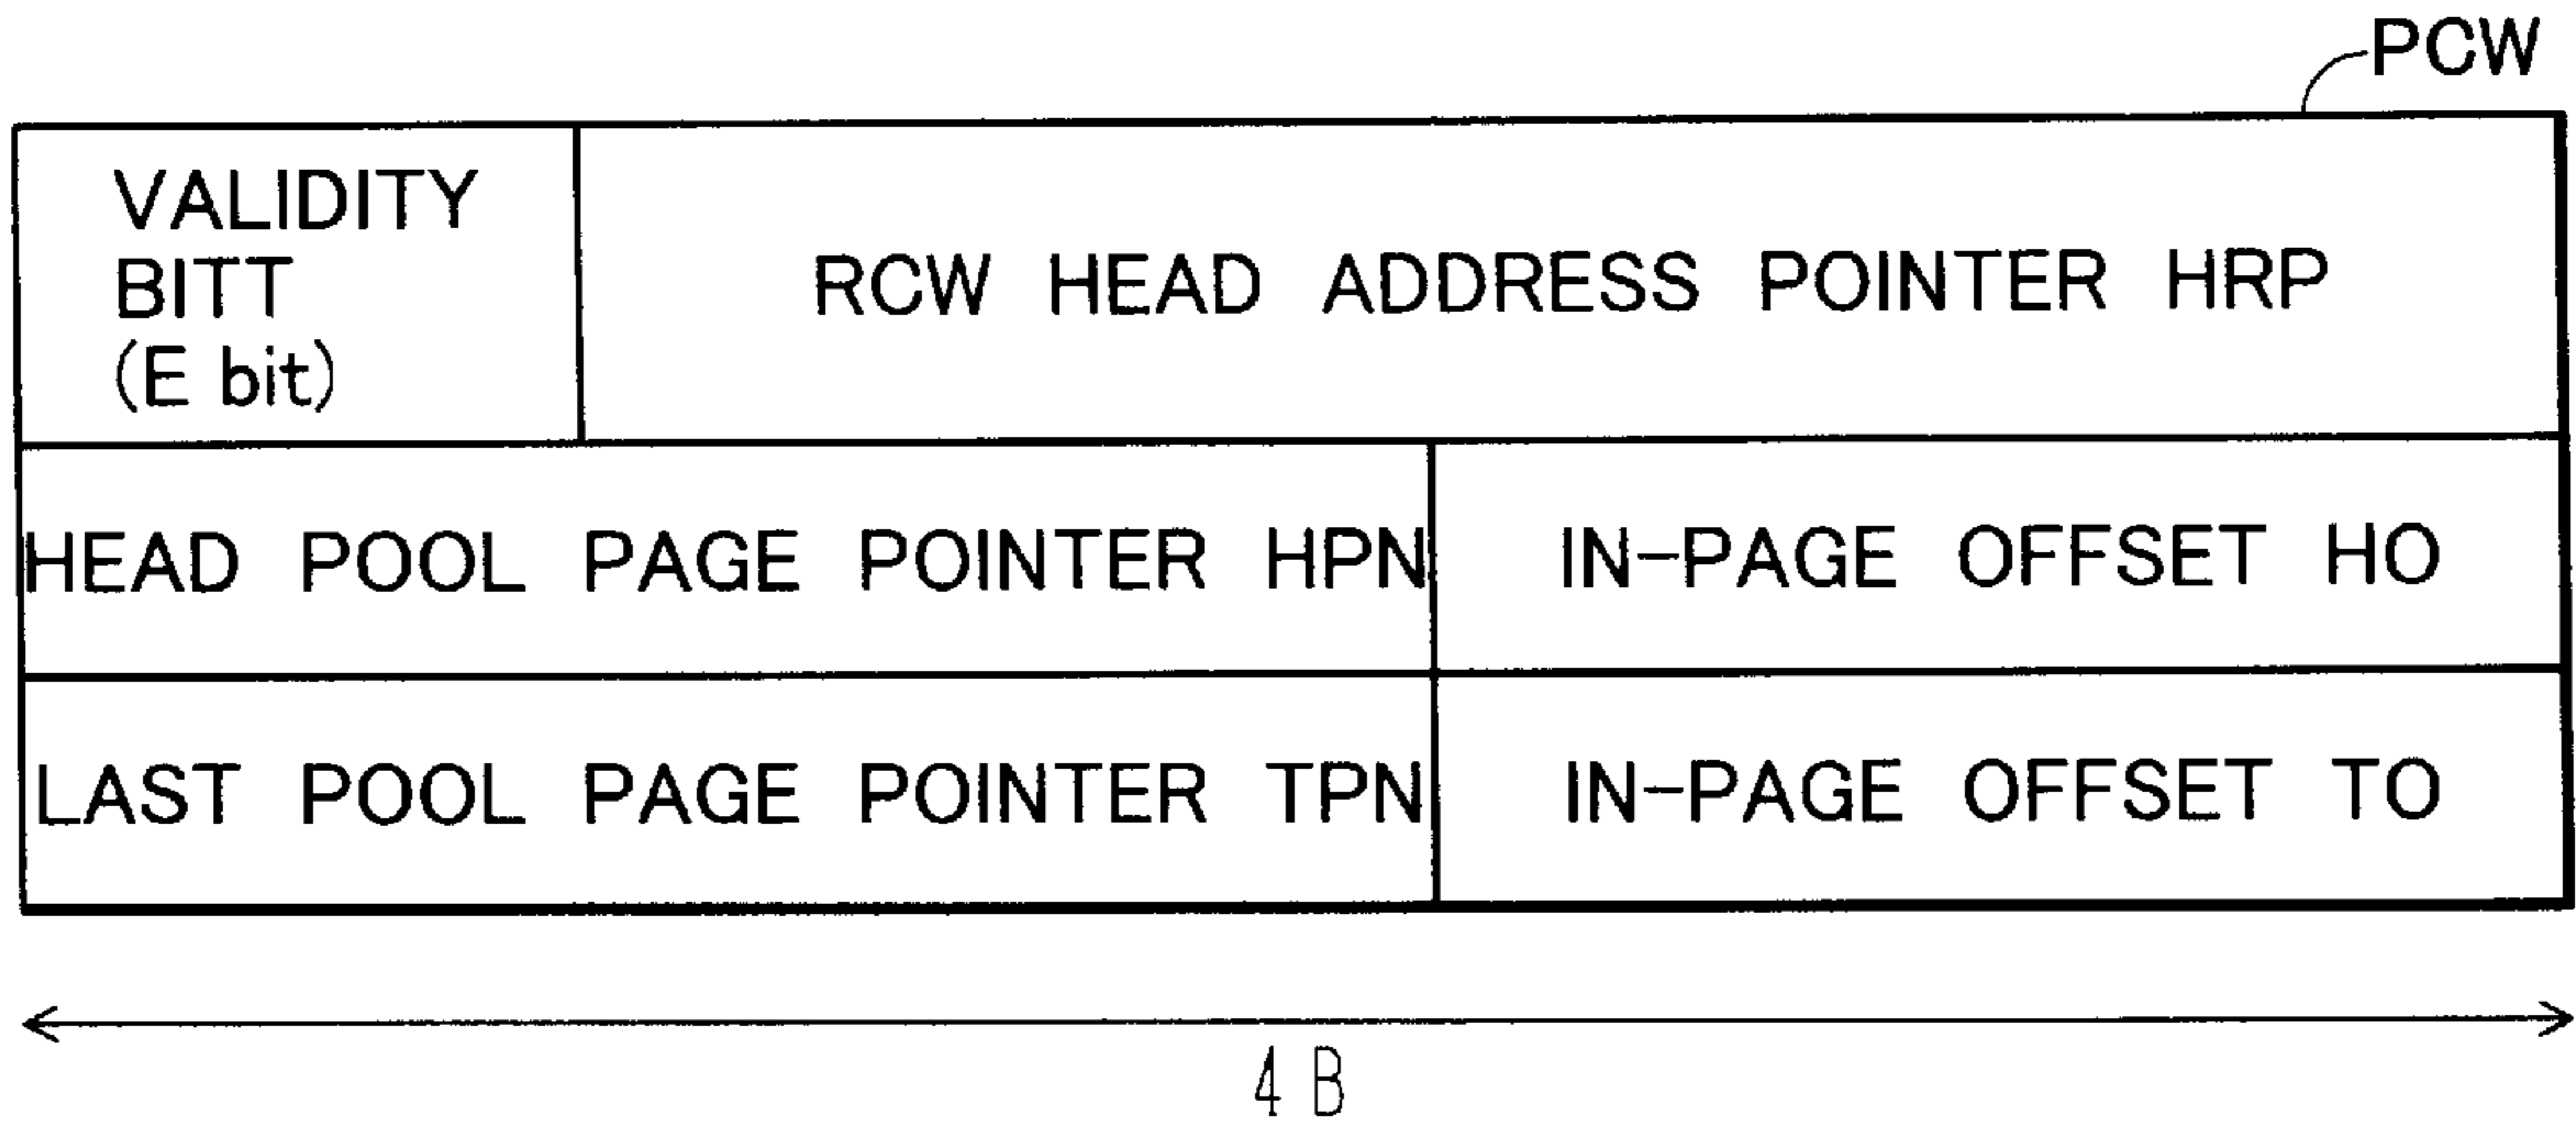 PCW
VALIDITY
BITT
(E bit)
RCW HEAD ADDRESS POINTER HRP
HEAD POOL PAGE POINTER HPN
IN-PAGE OFFSET HO
LAST POOL PAGE POINTER TPN
IN-PAGE OFFSET TO
4 B